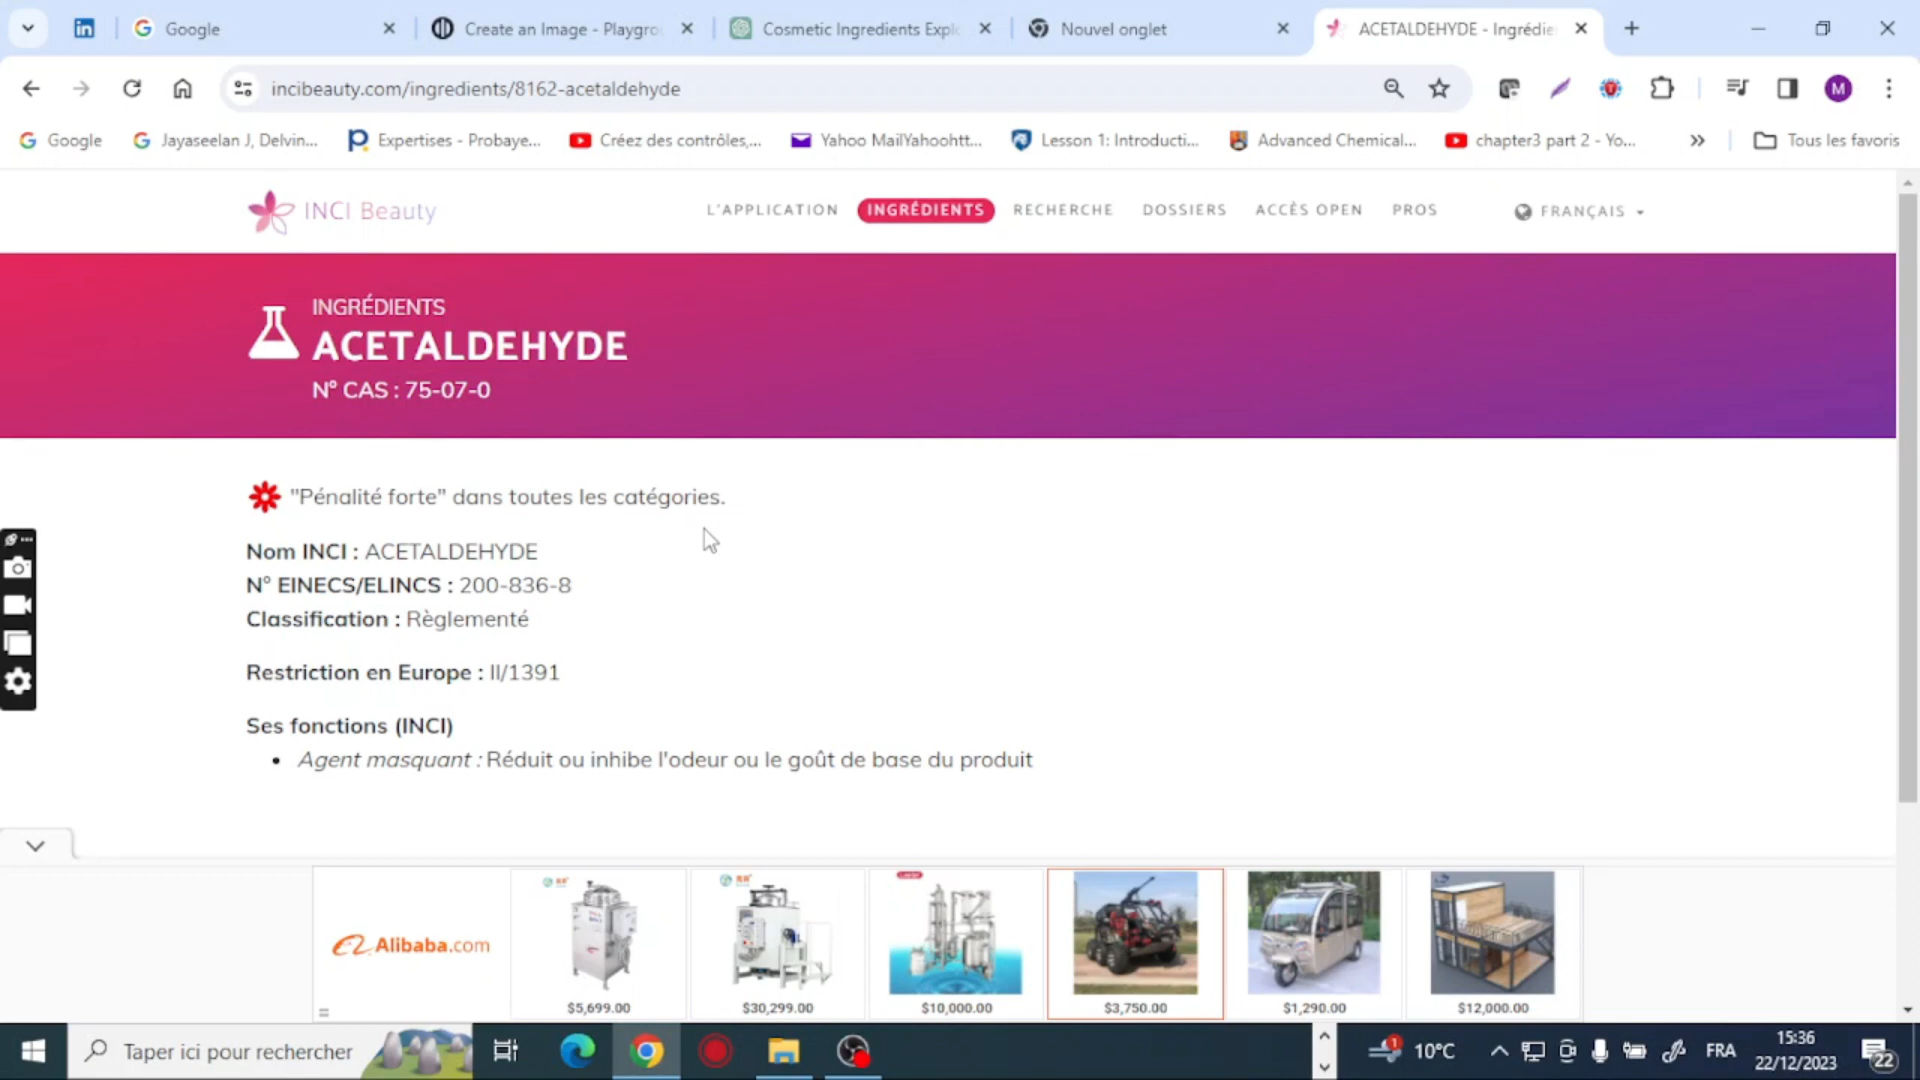 Google
Create an Image - Playgro
Cosmetic Ingredients Explo
Nouvel onglet
ACETALDEHYDE - Ingrédie
incibeauty.com/ingredients/8162-acetaldehyde
M
Google
Jayaseelan J, Delvin...
Expertises - Probaye...
Créez des contrôles,...
Yahoo MailYahoohtt...
Lesson 1: Introducti...
Advanced Chemical...
chapter3 part 2 - Yo...
Tous les favoris
INCI Beauty
L'APPLICATION
INGRÉDIENTS
RECHERCHE
DOSSIERS
ACCÈS OPEN
PROS
FRANÇAIS
INGRÉDIENTS
ACETALDEHYDE
N° CAS : 75-07-0
"Pénalité forte" dans toutes les catégories.
Nom INCI : ACETALDEHYDE
N° EINECS/ELINCS : 200-836-8
Classification : Règlementé
Restriction en Europe : II/1391
Ses fonctions (INCI)
• Agent masquant : Réduit ou inhibe l'odeur ou le goût de base du produit
Alibaba.com
$5,699.00
$30,299.00
$10,000.00
$3,750.00
$1,290.00
$12,000.00
Taper ici pour rechercher
1
10°C
FRA
15:36
22/12/2023
22